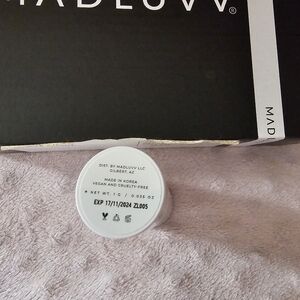 MADLUVV®
MAD
DIST. BY MADLUVV LLC
GILBERT, AZ
MADE IN KOREA
VEGAN AND CRUELTY-FREE
NET WT. 1 G / 0.035 OZ
EXP 17/11/2024 ZL005